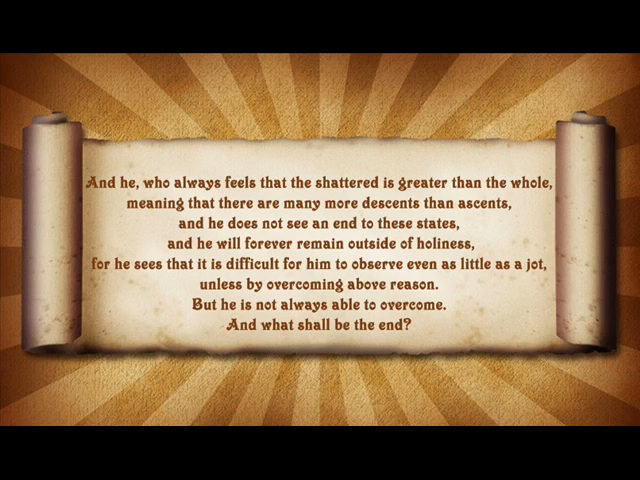 And he, who always feels that the shattered is greater than the whole,
meaning that there are many more descents than ascents,
and he does not see an end to these states,
and he will forever remain outside of holiness,
for he sees that it is difficult for him to observe even as little as a jot,
unless by overcoming above reason.
But he is not always able to overcome.
And what shall be the end?